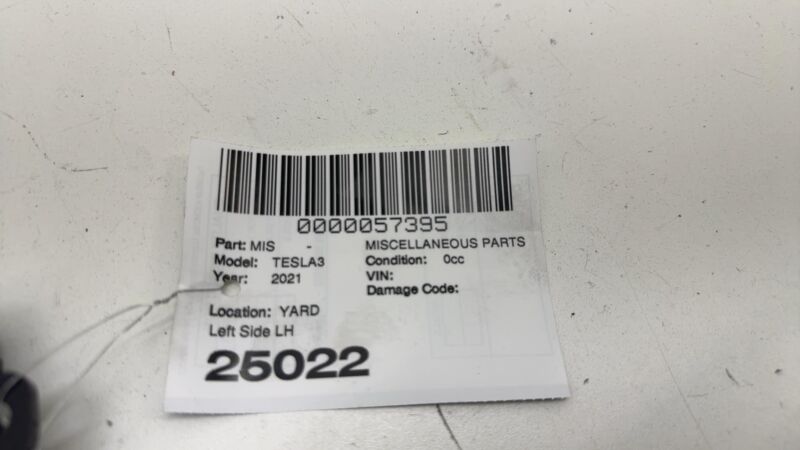 0000057395
Part: MIS - MISCELLANEOUS PARTS
Model: TESLA3 Condition: 0cc
Year: 2021 VIN:
Damage Code:
Location: YARD
Left Side LH
25022